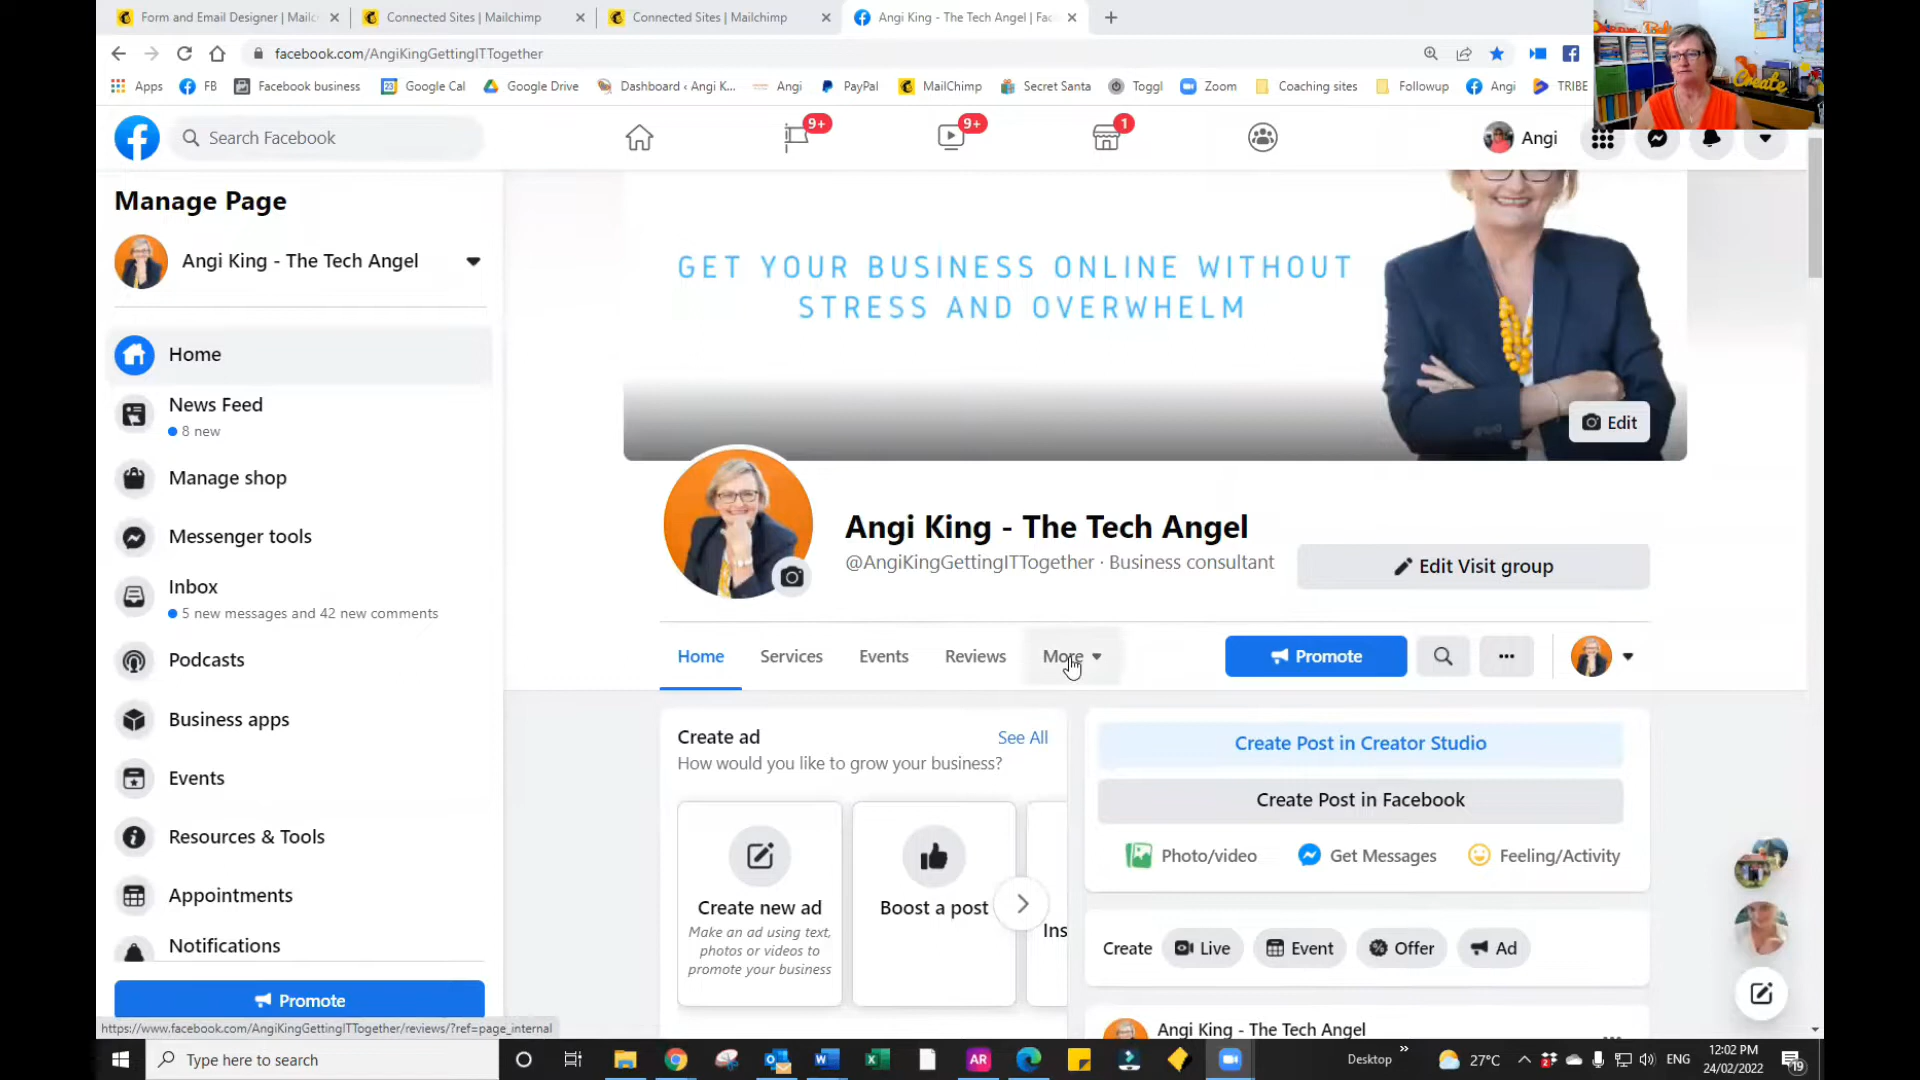 Form and Email Designer | Mailc
Connected Sites | Mailchimp
Connected Sites | Mailchimp
Angi King - The Tech Angel | Fac
facebook.com/AngiKingGettingITTogether
Apps
FB
Facebook business
Google Cal
Google Drive
Dashboard ‹ Angi K...
Angi
PayPal
MailChimp
Secret Santa
Toggl
Zoom
Coaching sites
Followup
Angi
TRIBE
Create
Search Facebook
9+
9+
1
Angi
Manage Page
Angi King - The Tech Angel
Home
News Feed
8 new
Manage shop
Messenger tools
Inbox
5 new messages and 42 new comments
Podcasts
Business apps
Events
Resources & Tools
Appointments
Notifications
Promote
https://www.facebook.com/AngiKingGettingITTogether/reviews/?ref=page_internal
GET YOUR BUSINESS ONLINE WITHOUT
STRESS AND OVERWHELM
Edit
Angi King - The Tech Angel
@AngiKingGettingITTogether · Business consultant
Edit Visit group
Home
Services
Events
Reviews
More
Promote
Create ad
See All
How would you like to grow your business?
Create new ad
Make an ad using text,
photos or videos to
promote your business
Boost a post
Ins
Create Post in Creator Studio
Create Post in Facebook
Photo/video
Get Messages
Feeling/Activity
Create
Live
Event
Offer
Ad
Angi King - The Tech Angel
Type here to search
AR
Desktop
27°C
ENG
12:02 PM
24/02/2022
19